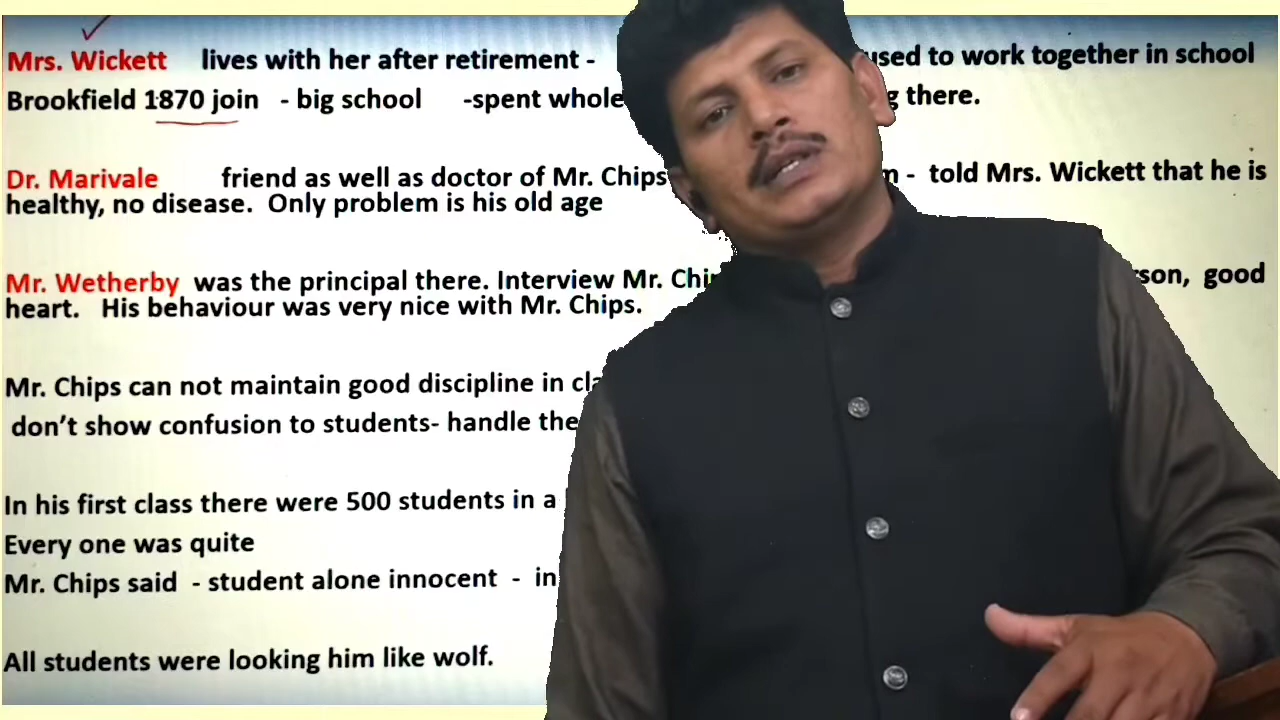 Mrs. Wickett lives with her after retirement - used to work together in school
Brookfield 1870 join - big school -spent whole there.
Dr. Marivale friend as well as doctor of Mr. Chips - told Mrs. Wickett that he is
healthy, no disease. Only problem is his old age
Mr. Wetherby was the principal there. Interview Mr. good
heart. His behaviour was very nice with Mr. Chips.
Mr. Chips can not maintain good discipline in
don't show confusion to students- handle
In his first class there were 500 students in a
Every one was quite
Mr. Chips said - student alone innocent - in
All students were looking him like wolf.